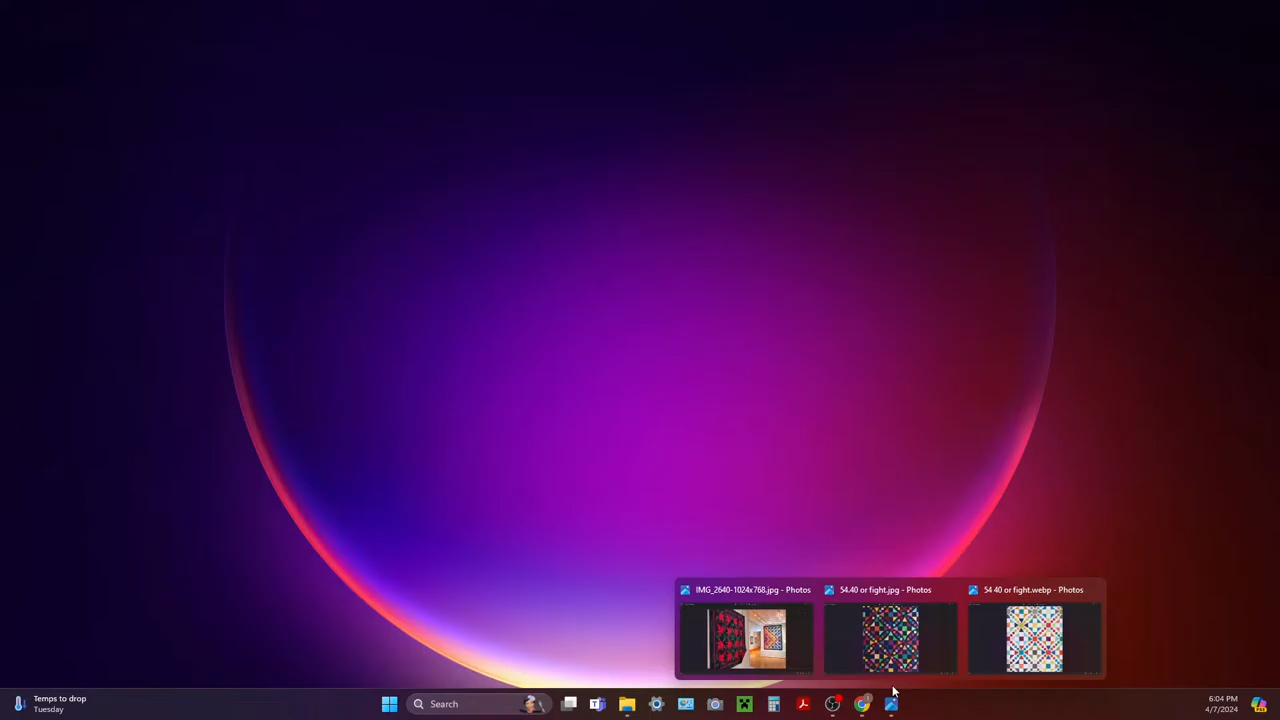 IMG_2640-1024x768.jpg - Photos
54.40 or fight.jpg - Photos
54 40 or fight.webp - Photos
Temps to drop
Tuesday
Search
6:04 PM
4/7/2024